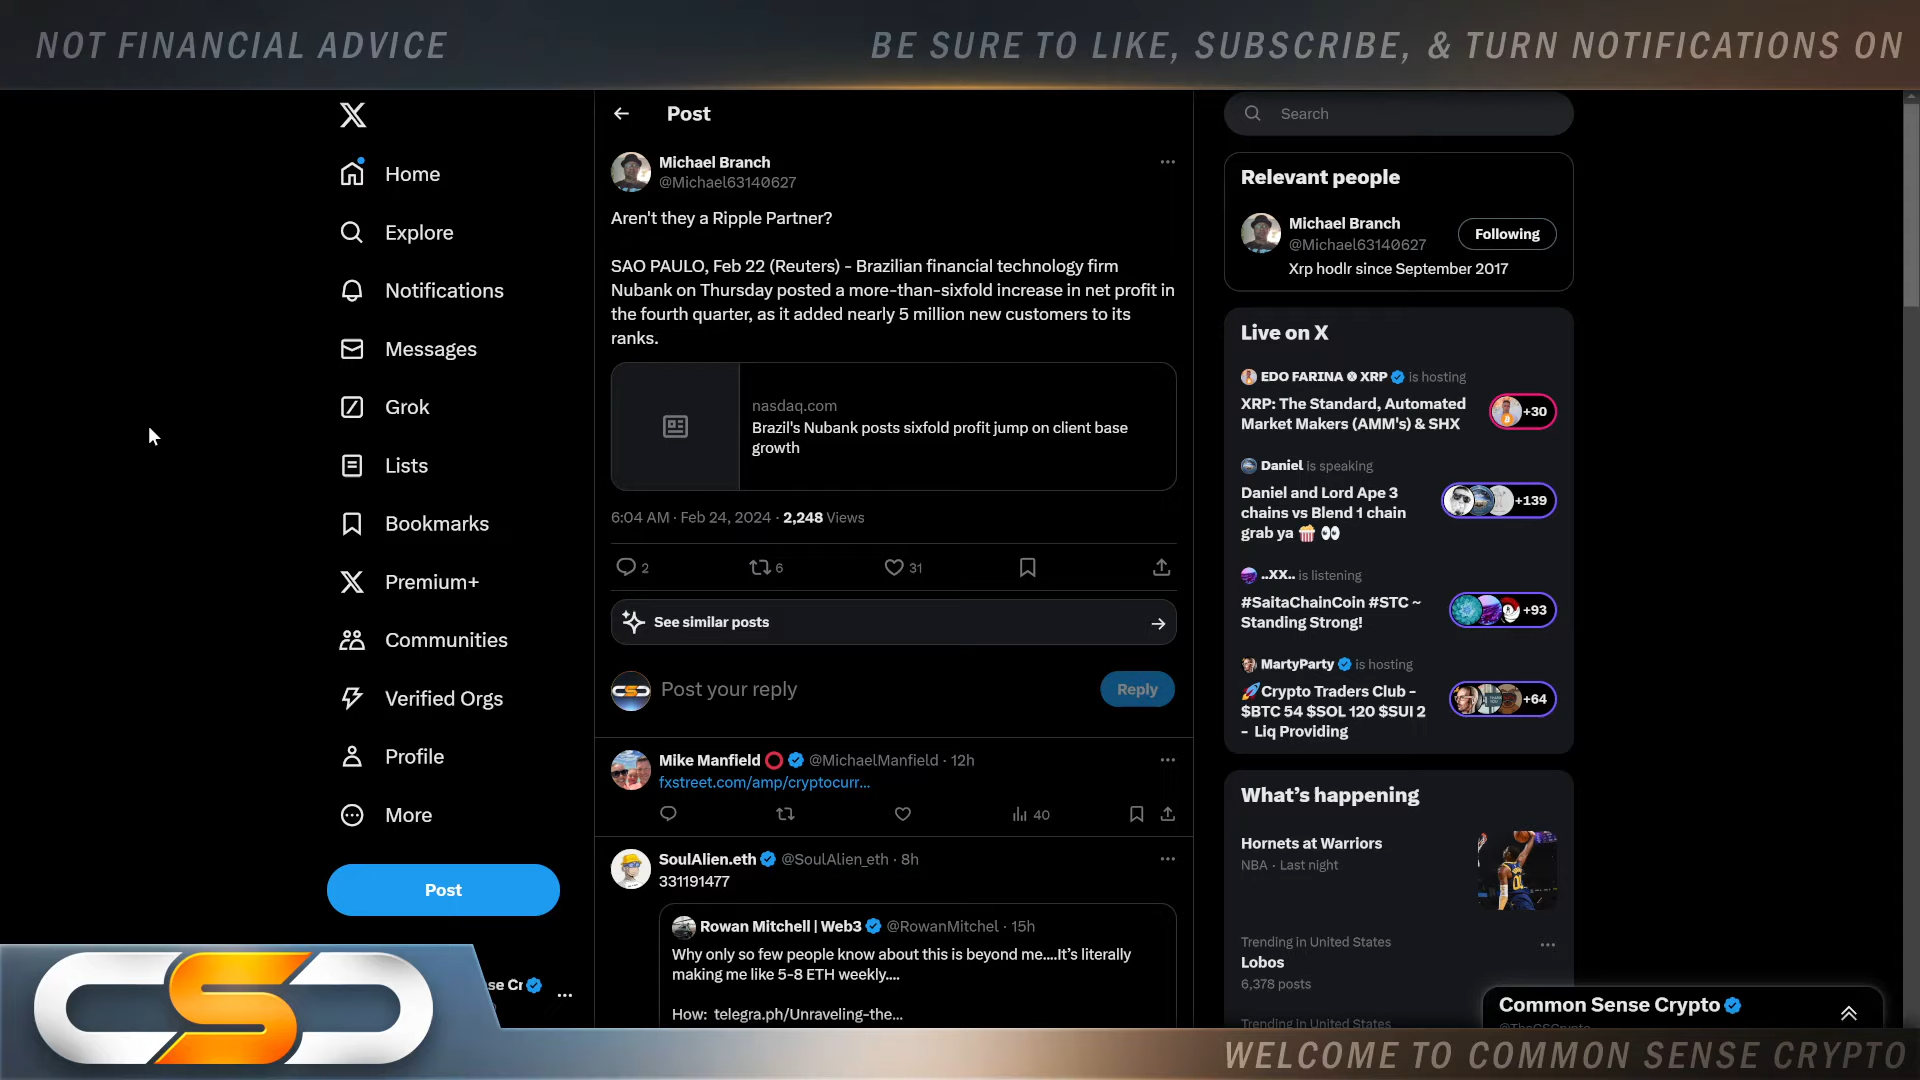 NOT FINANCIAL ADVICE
BE SURE TO LIKE, SUBSCRIBE, & TURN NOTIFICATIONS ON
Home
Explore
Notifications
Messages
Grok
Lists
Bookmarks
Premium+
Communities
Verified Orgs
Profile
More
Post
se Cr
Post
Michael Branch
@Michael63140627
Aren't they a Ripple Partner?
SAO PAULO, Feb 22 (Reuters) - Brazilian financial technology firm
Nubank on Thursday posted a more-than-sixfold increase in net profit in
the fourth quarter, as it added nearly 5 million new customers to its
ranks.
nasdaq.com
Brazil's Nubank posts sixfold profit jump on client base
growth
6:04 AM · Feb 24, 2024 · 2,248 Views
2 6 31
See similar posts
Post your reply
Reply
Mike Manfield @MichaelManfield · 12h
fxstreet.com/amp/cryptocurr...
40
SoulAlien.eth @SoulAlien_eth · 8h
331191477
Rowan Mitchell | Web3 @RowanMitchel · 15h
Why only so few people know about this is beyond me....It's literally
making me like 5-8 ETH weekly....
How: telegra.ph/Unraveling-the...
Search
Relevant people
Michael Branch
@Michael63140627
Following
Xrp hodlr since September 2017
Live on X
EDO FARINA XRP is hosting
XRP: The Standard, Automated
Market Makers (AMM's) & SHX
+30
Daniel is speaking
Daniel and Lord Ape 3
chains vs Blend 1 chain
grab ya 🍿 👀
+139
..XX.. is listening
#SaitaChainCoin #STC ~
Standing Strong!
+93
MartyParty is hosting
🚀Crypto Traders Club -
$BTC 54 $SOL 120 $SUI 2
- Liq Providing
+64
What's happening
Hornets at Warriors
NBA · Last night
Trending in United States
Lobos
6,378 posts
Trending in United States
Common Sense Crypto
CSC
WELCOME TO COMMON SENSE CRYPTO